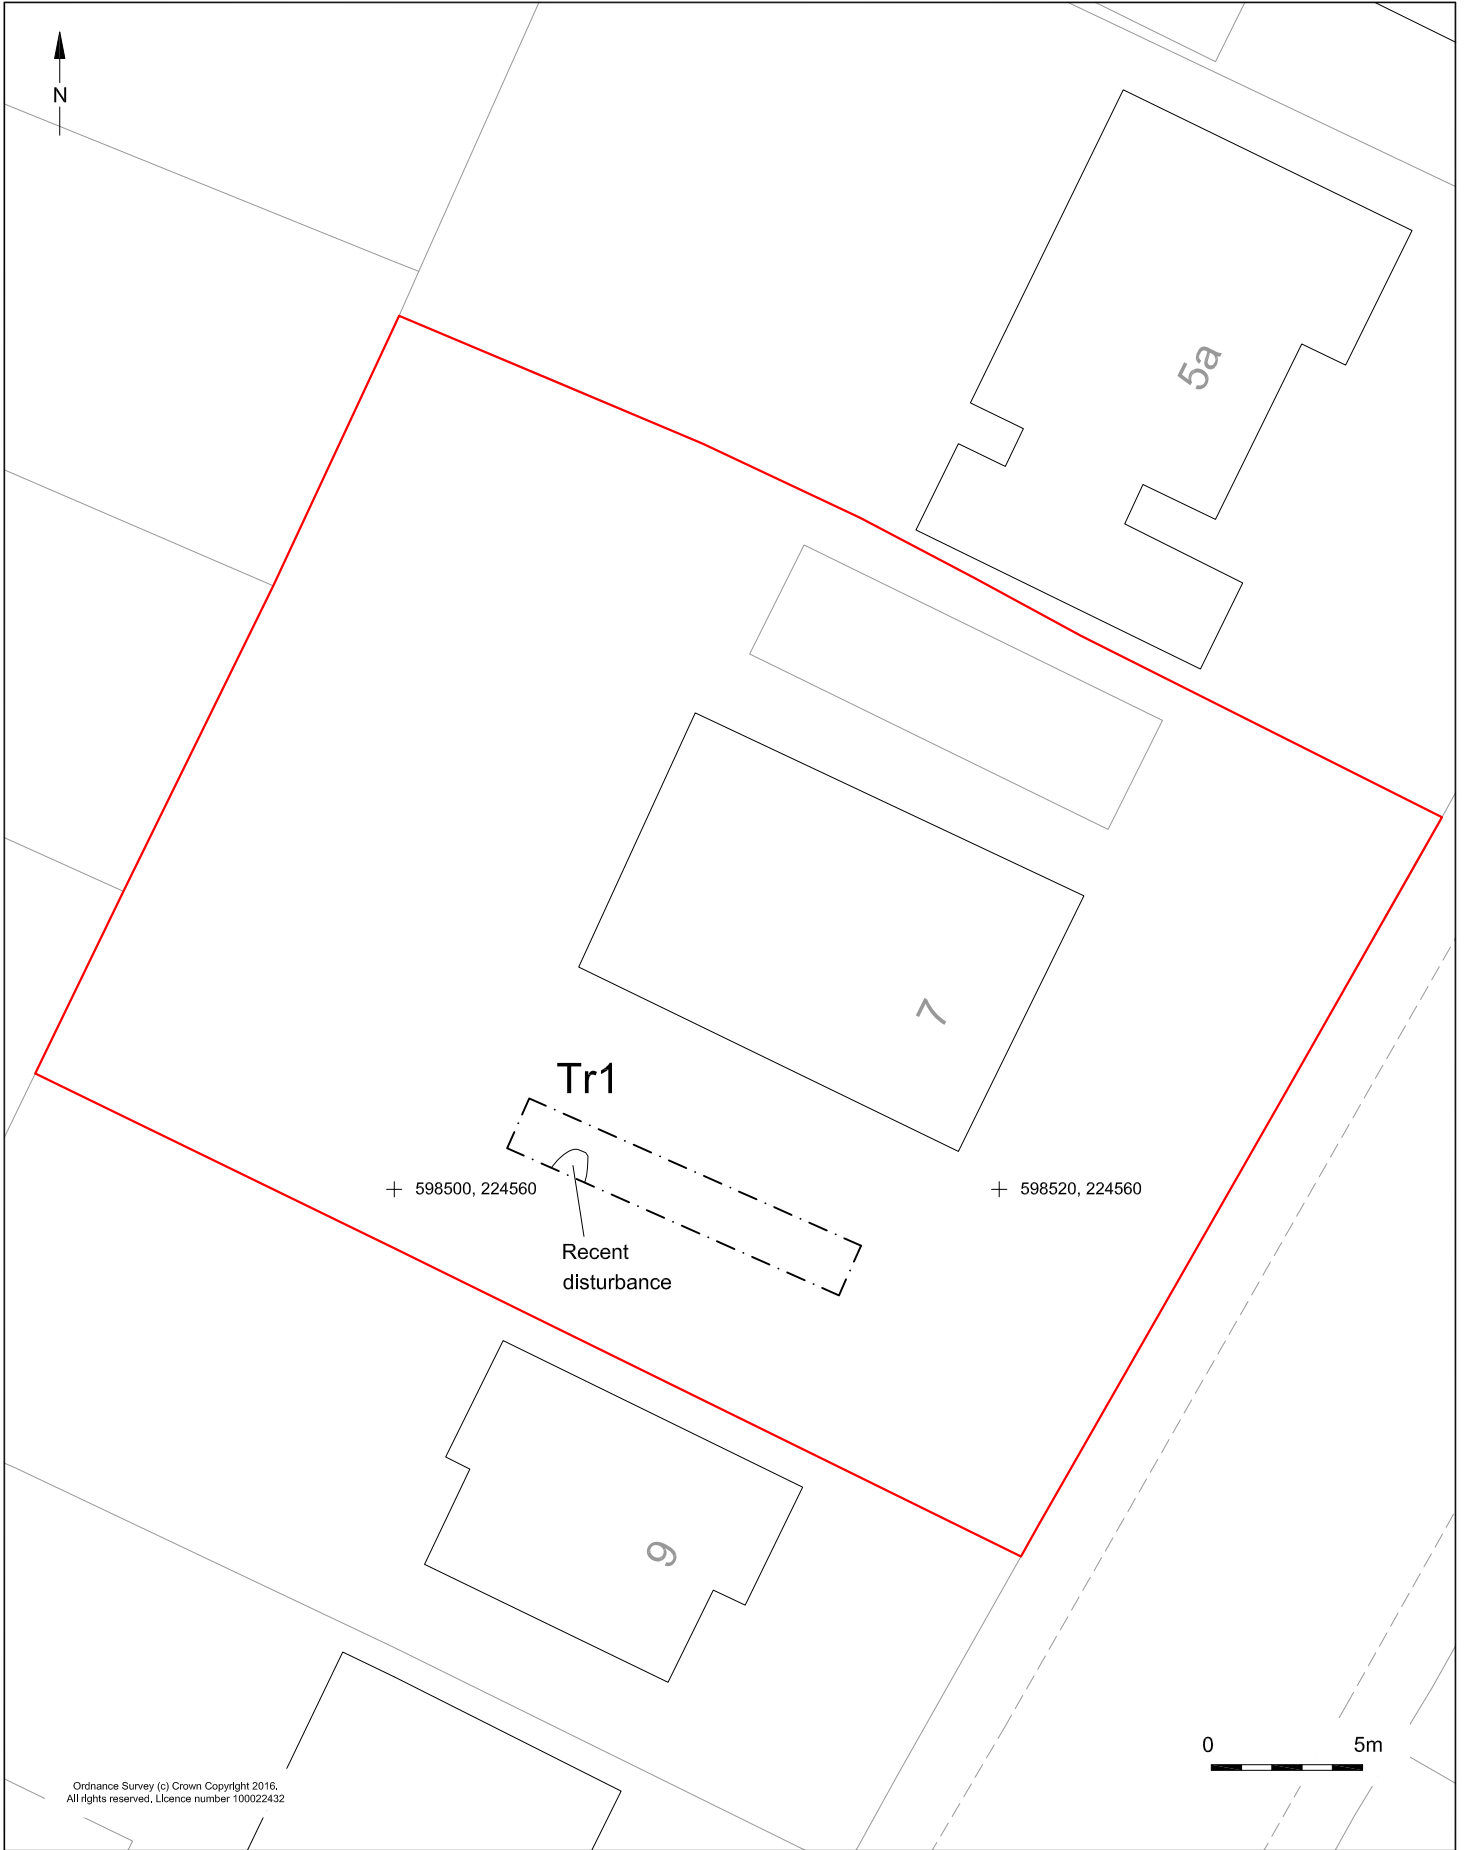 N
5a
7
Tr1
598500, 224560
598520, 224560
Recent
disturbance
9
0 5m
Ordnance Survey (c) Crown Copyright 2016.
All rights reserved. Licence number 100022432